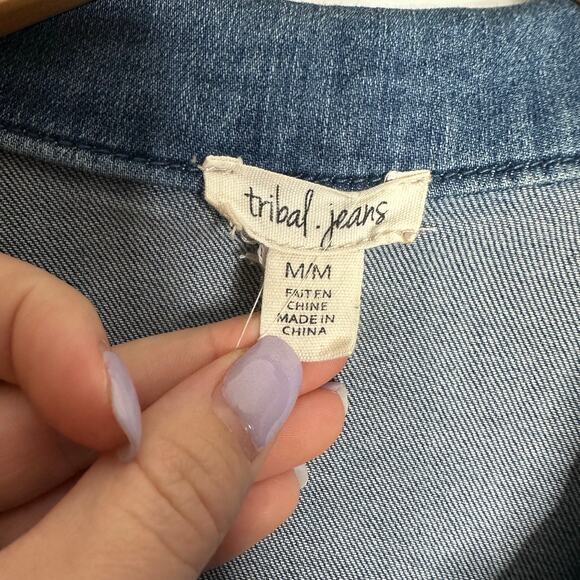 tribal.jeans
M/M
FAIT EN
CHINE
MADE IN
CHINA